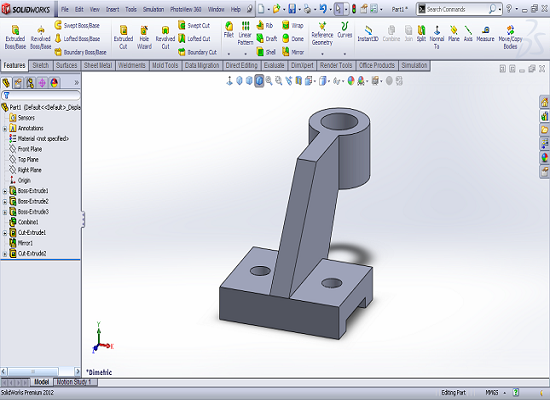 SOLIDWORKS File Edit View Insert Tools Simulation PhotoView 360 Window Help Part1 * Search Commands
Extruded Boss/Base Revolved Boss/Base Swept Boss/Base Lofted Boss/Base Boundary Boss/Base Extruded Cut Hole Wizard Revolved Cut Swept Cut Lofted Cut Boundary Cut Fillet Linear Pattern Rib Draft Shell Wrap Dome Mirror Reference Geometry Curves Instant3D Combine Join Split Normal To Plane Axis Measure Move/Copy Bodies
Features Sketch Surfaces Sheet Metal Weldments Mold Tools Data Migration Direct Editing Evaluate DimXpert Render Tools Office Products Simulation
Part1 (Default<<Default>_Displa
Sensors
Annotations
Material <not specified>
Front Plane
Top Plane
Right Plane
Origin
Boss-Extrude1
Boss-Extrude2
Boss-Extrude3
Combine1
Cut-Extrude1
Mirror1
Cut-Extrude2
Y
*Dimetric
Model Motion Study 1
SolidWorks Premium 2012 Editing Part MMGS